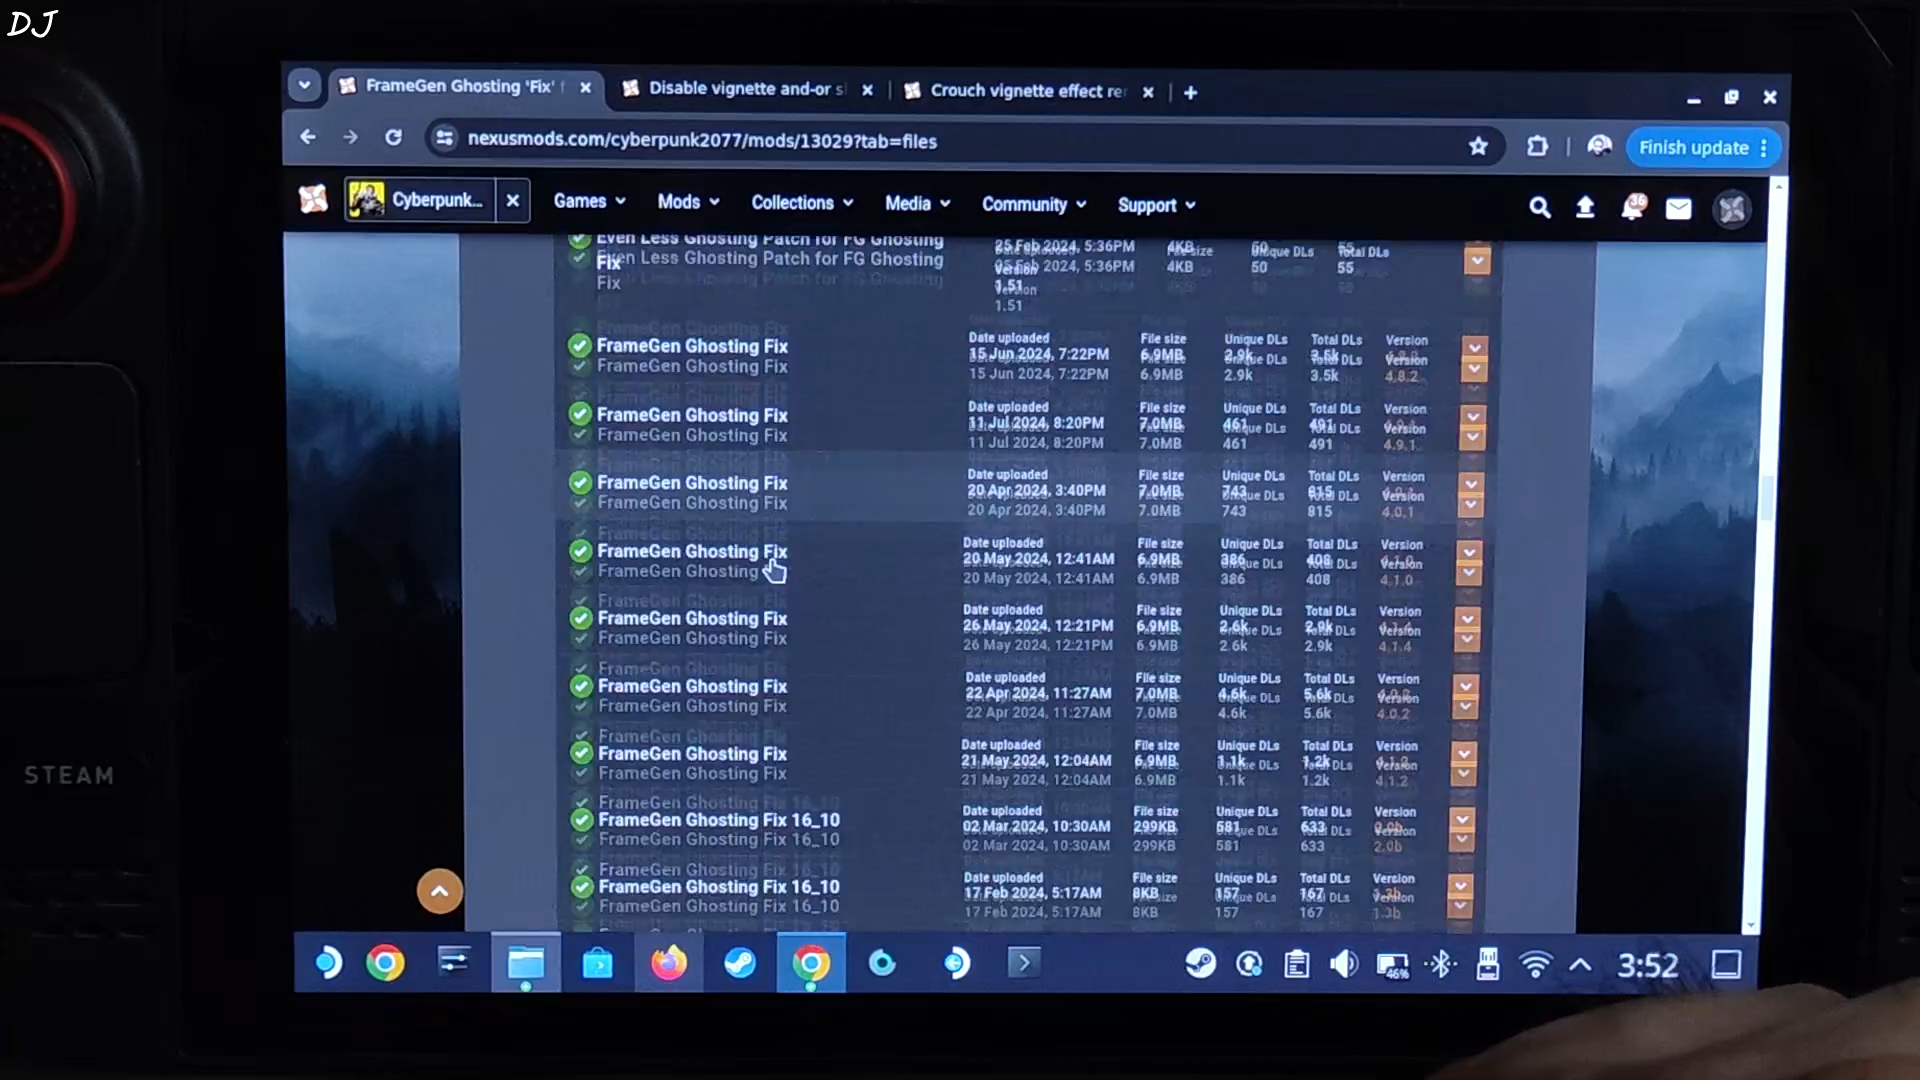 DJ
FrameGen Ghosting 'Fix' f
Disable vignette and-or s
Crouch vignette effect re
nexusmods.com/cyberpunk2077/mods/13029?tab=files
Finish update
Cyberpunk...
Games
Mods
Collections
Media
Community
Support
36
Even Less Ghosting Patch for FG Ghosting Fix
25 Feb 2024, 5:36PM 4KB 50 55
Version
1.51
FrameGen Ghosting Fix
Date uploaded File size Unique DLs Total DLs Version
15 Jun 2024, 7:22PM 6.9MB 2.9k 3.5k 4.8.2
FrameGen Ghosting Fix
Date uploaded File size Unique DLs Total DLs Version
11 Jul 2024, 8:20PM 7.0MB 461 491 4.9.1
FrameGen Ghosting Fix
Date uploaded File size Unique DLs Total DLs Version
20 Apr 2024, 3:40PM 7.0MB 743 815 4.0.1
FrameGen Ghosting Fix
Date uploaded File size Unique DLs Total DLs Version
20 May 2024, 12:41AM 6.9MB 386 408 4.1.0
FrameGen Ghosting Fix
Date uploaded File size Unique DLs Total DLs Version
26 May 2024, 12:21PM 6.9MB 2.6k 2.9k 4.1.4
FrameGen Ghosting Fix
Date uploaded File size Unique DLs Total DLs Version
22 Apr 2024, 11:27AM 7.0MB 4.6k 5.6k 4.0.2
FrameGen Ghosting Fix
Date uploaded File size Unique DLs Total DLs Version
21 May 2024, 12:04AM 6.9MB 1.1k 1.2k 4.1.2
FrameGen Ghosting Fix 16_10
Date uploaded File size Unique DLs Total DLs Version
02 Mar 2024, 10:30AM 299KB 581 633 2.0b
FrameGen Ghosting Fix 16_10
Date uploaded File size Unique DLs Total DLs Version
17 Feb 2024, 5:17AM 8KB 157 167 1.3b
STEAM
46%
3:52